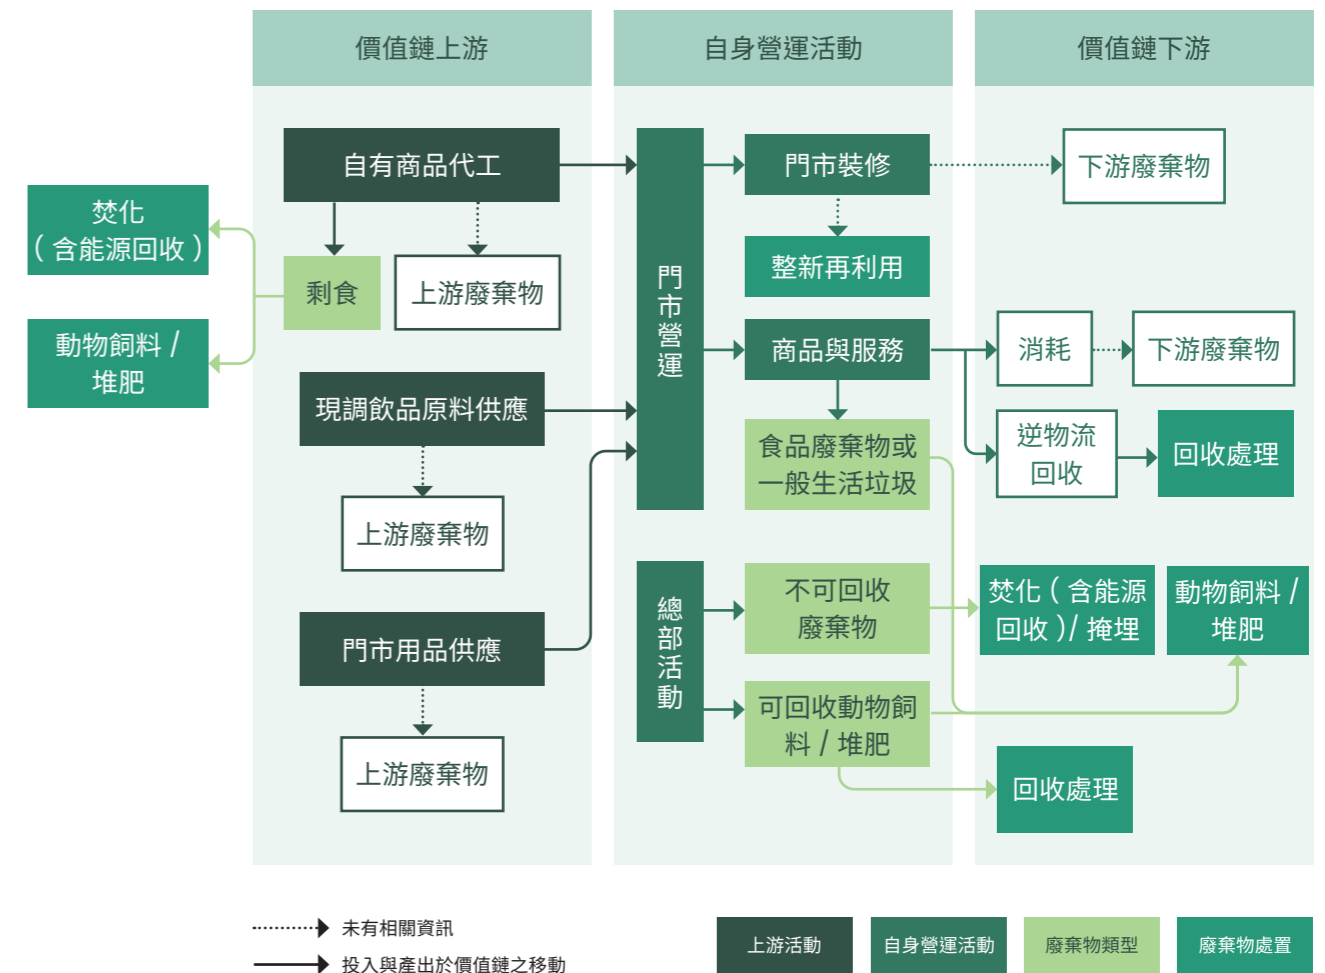 價值鏈上游
自身營運活動
價值鏈下游
自有商品代工
剩食
上游廢棄物
焚化
( 含能源回收 )
動物飼料 /
堆肥
現調飲品原料供應
上游廢棄物
門市用品供應
上游廢棄物
門市營運
門市裝修
整新再利用
商品與服務
食品廢棄物或
一般生活垃圾
總部活動
不可回收
廢棄物
可回收動物飼
料 / 堆肥
下游廢棄物
消耗
下游廢棄物
逆物流
回收
回收處理
焚化 ( 含能源
回收 )/ 掩埋
動物飼料 /
堆肥
回收處理
未有相關資訊
投入與產出於價值鏈之移動
上游活動
自身營運活動
廢棄物類型
廢棄物處置